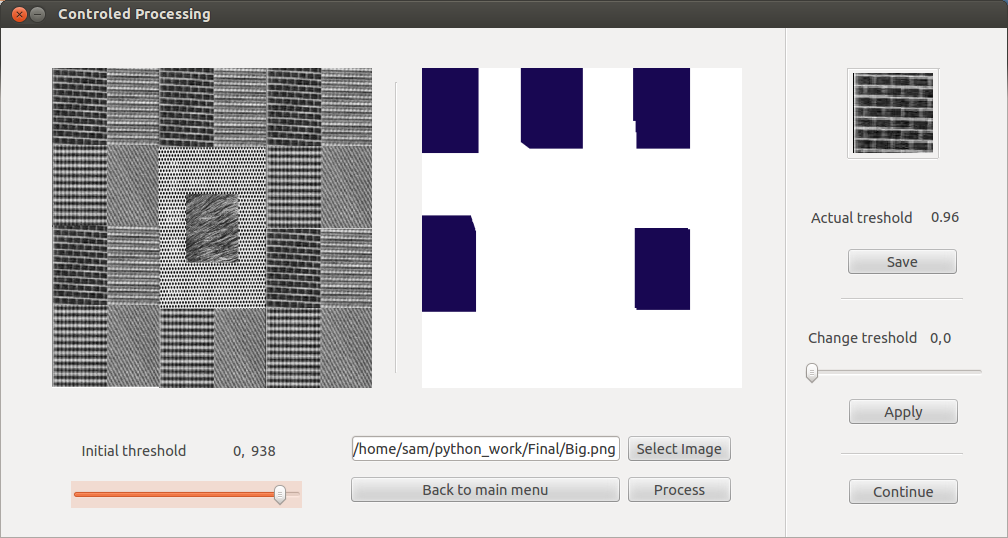 Controled Processing
Actual treshold 0.96
Save
Change treshold 0,0
Apply
Initial threshold 0, 938
/home/sam/python_work/Final/Big.png Select Image
Back to main menu Process
Continue